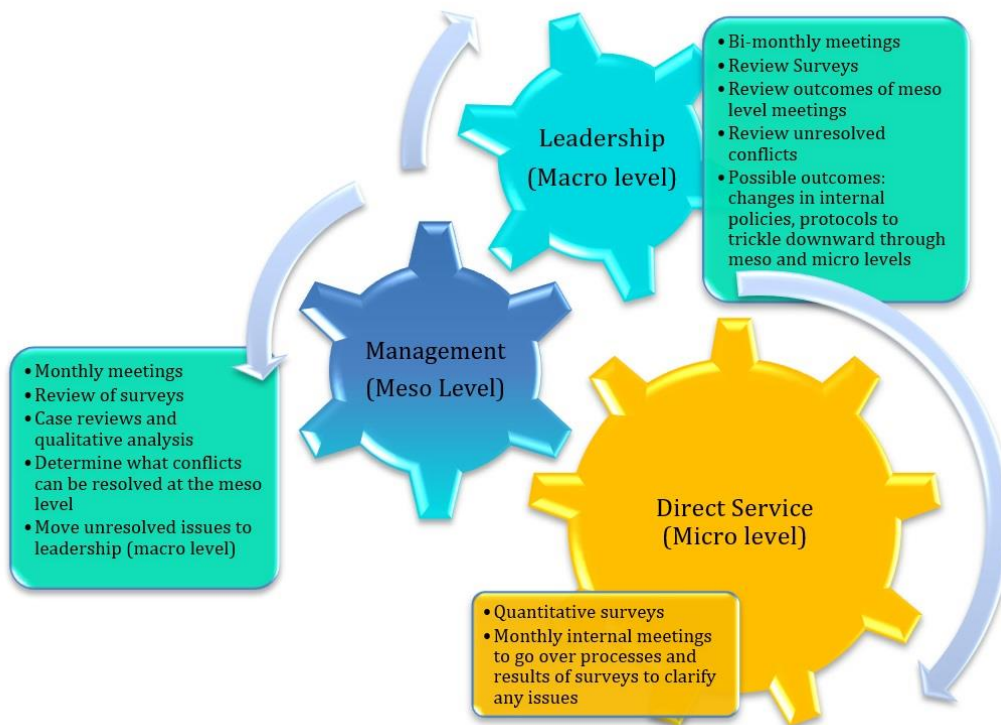 Leadership
(Macro level)
• Bi-monthly meetings
• Review Surveys
• Review outcomes of meso
level meetings
• Review unresolved
conflicts
• Possible outcomes:
changes in internal
policies, protocols to
trickle downward through
meso and micro levels
Management
(Meso Level)
• Monthly meetings
• Review of surveys
• Case reviews and
qualitative analysis
• Determine what conflicts
can be resolved at the meso
level
• Move unresolved issues to
leadership (macro level)
Direct Service
(Micro level)
• Quantitative surveys
• Monthly internal meetings
to go over processes and
results of surveys to clarify
any issues